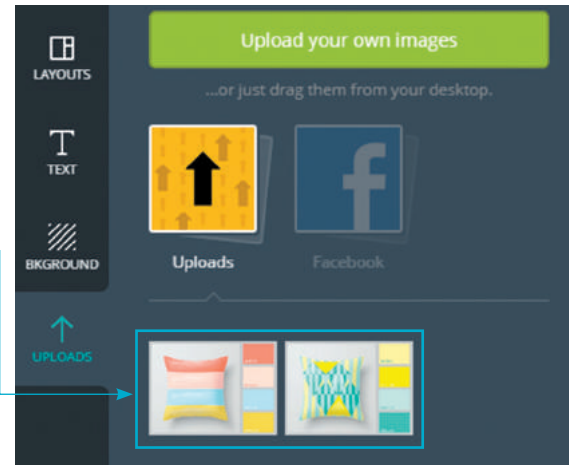 Upload your own images
...or just drag them from your desktop.
LAYOUTS
TEXT
BKGROUND
UPLOADS
Uploads
Facebook